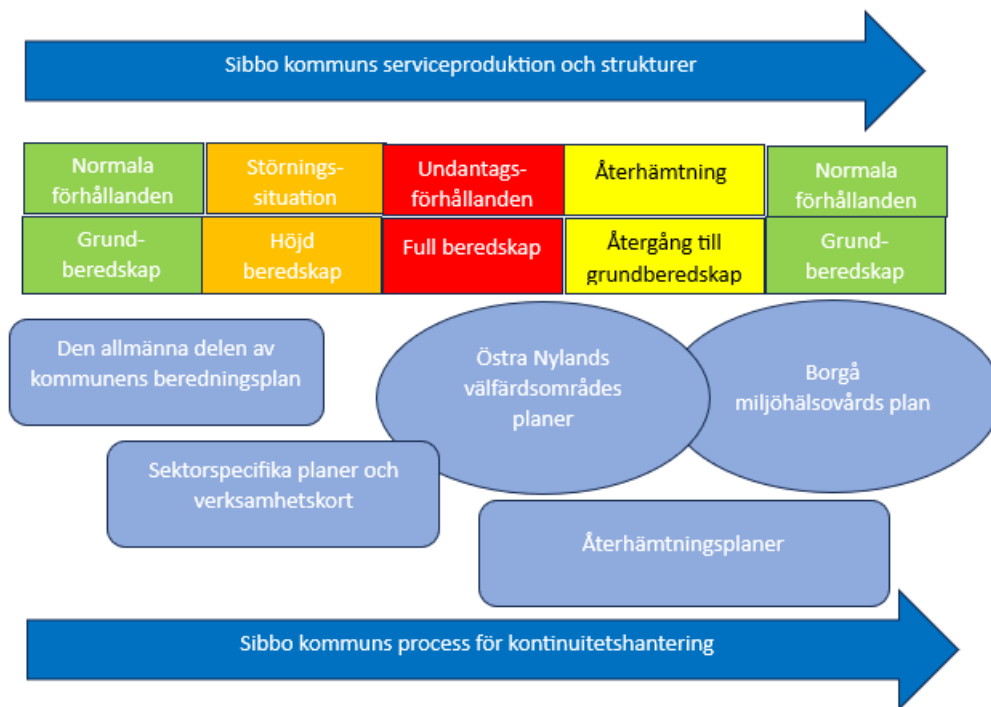 Sibbo kommuns serviceproduktion och strukturer
Normala
förhållanden
Störnings-
situation
Undantags-
förhållanden
Återhämtning
Normala
förhållanden
Grund-
beredskap
Höjd
beredskap
Full beredskap
Återgång till
grundberedskap
Grund-
beredskap
Den allmänna delen av
kommunens beredningsplan
Östra Nylands
välfärdsområdes
planer
Borgå
miljöhälsovårds plan
Sektorspecifika planer och
verksamhetskort
Återhämtningsplaner
Sibbo kommuns process för kontinuitetshantering